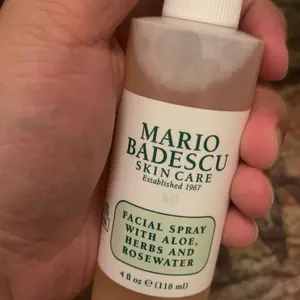 MARIO
BADESCU
SKIN CARE
Established 1967
FACIAL SPRAY
WITH ALOE,
HERBS AND
ROSEWATER
4 fl oz ℮ (118 ml)